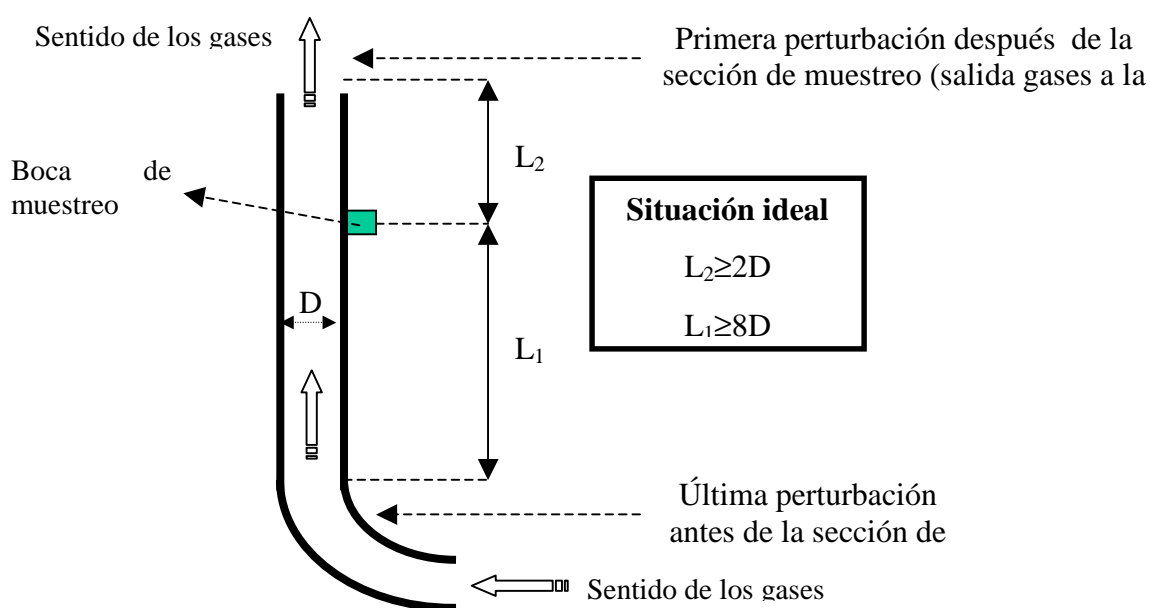 Sentido de los gases
Primera perturbación después de la
sección de muestreo (salida gases a la
L2
Boca de
muestreo
Situación ideal
L2≥2D
L1≥8D
D
L1
Última perturbación
antes de la sección de
Sentido de los gases